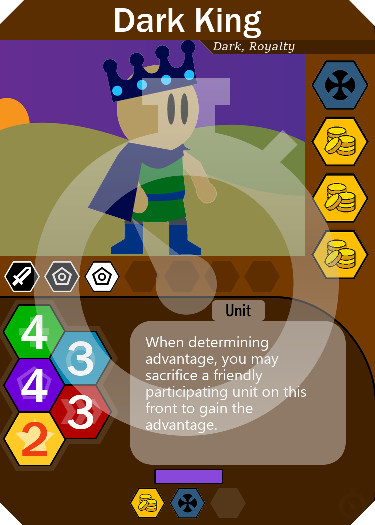 Dark King
Dark, Royalty
Unit
4
3
4
3
2
When determining
advantage, you may
sacrifice a friendly
participating unit on this
front to gain the
advantage.